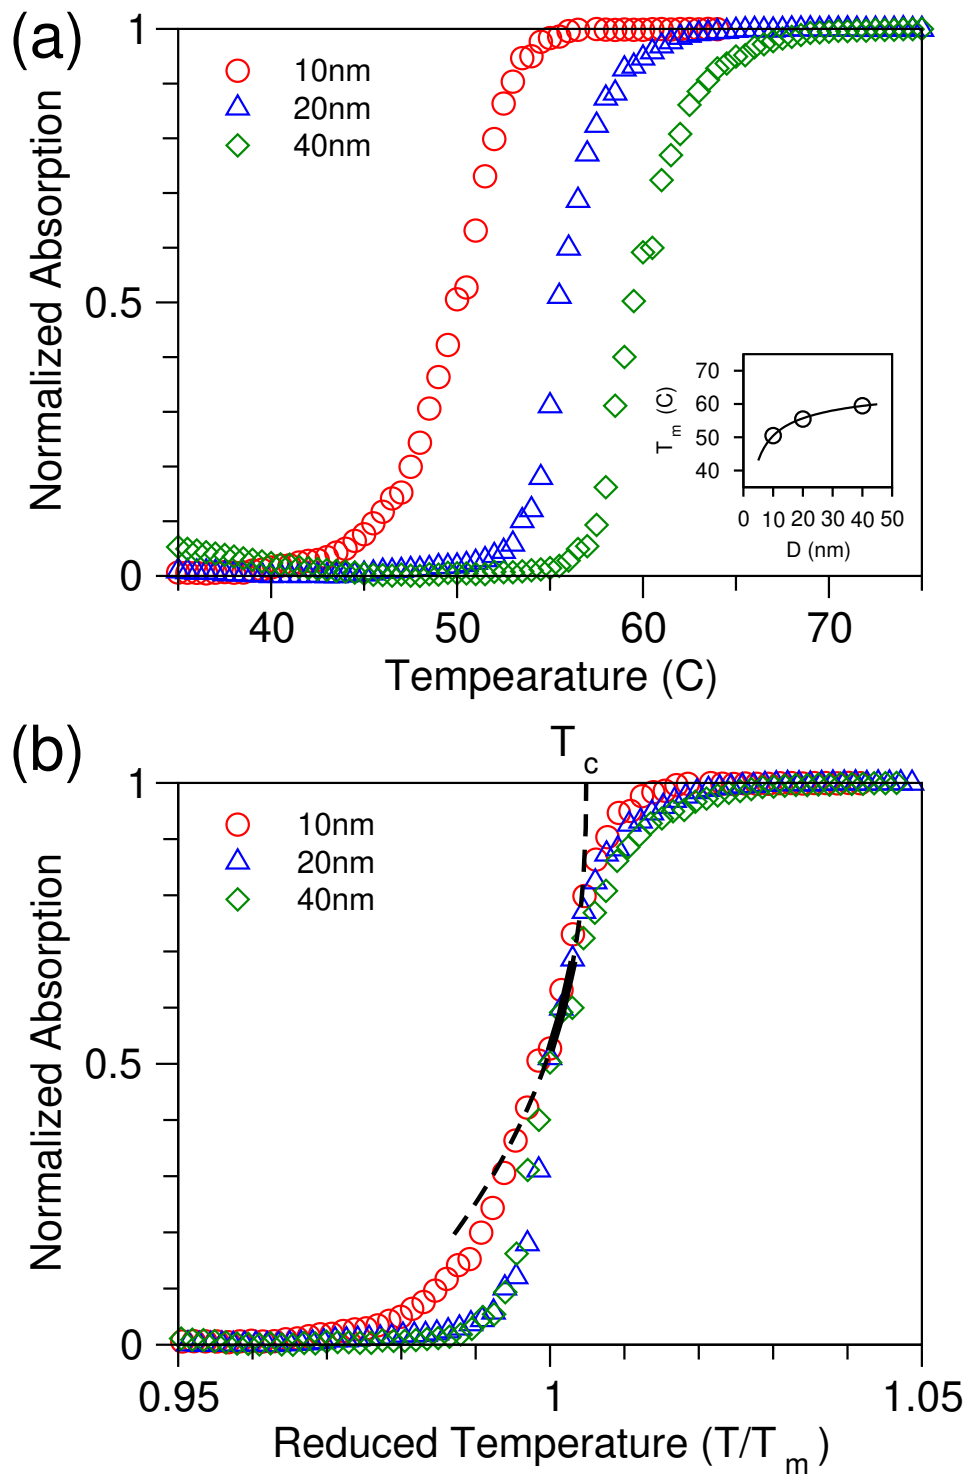 (a)
1
0.5
0
Normalized Absorption
10nm
20nm
40nm
70
60
50
40
T m (C)
0 10 20 30 40 50
D (nm)
40 50 60 70
Tempearature (C)
(b)
T c
1
0.5
0
Normalized Absorption
10nm
20nm
40nm
0.95 1 1.05
Reduced Temperature (T/T m )